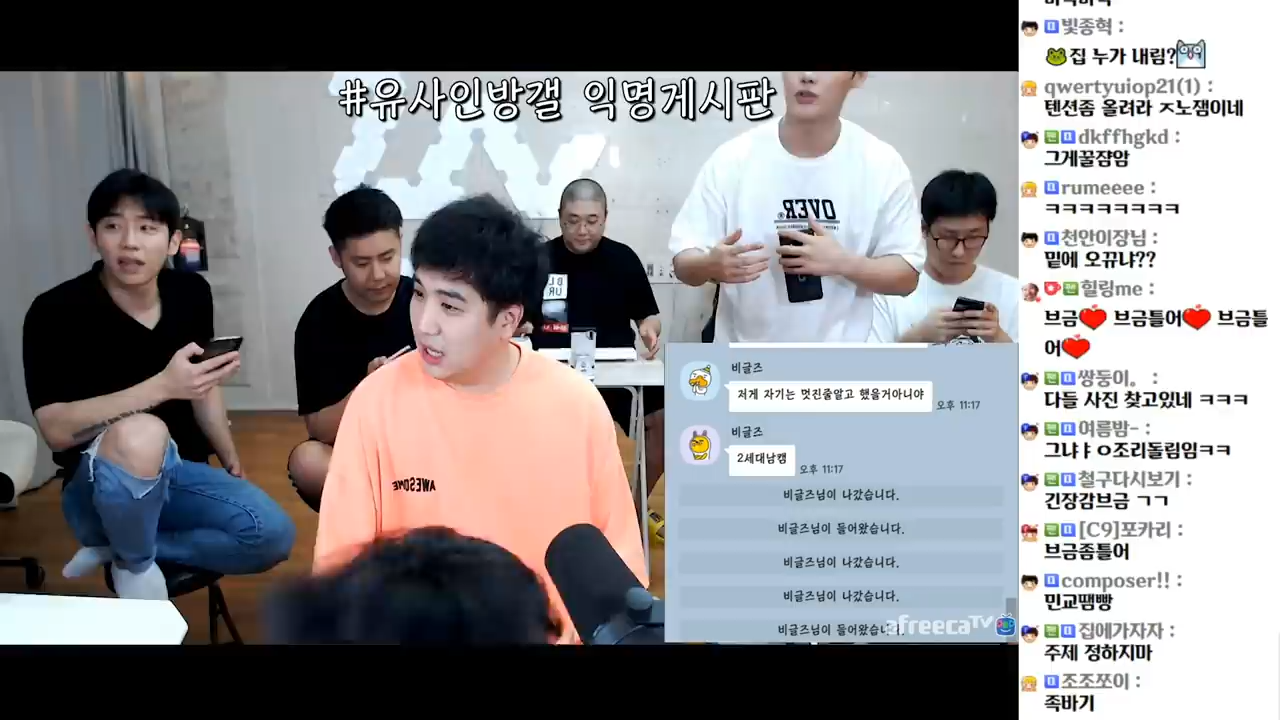 #유사인방갤 익명게시판
OVER
AWESOME
비글즈
저게 자기는 멋진줄알고 했을거아니야
오후 11:17
비글즈
2세대남캠
오후 11:17
비글즈님이 나갔습니다.
비글즈님이 들어왔습니다.
비글즈님이 나갔습니다.
비글즈님이 나갔습니다.
비글즈님이 들어왔습니다.
afreecaTV
빛종혁 :
집 누가 내림?
qwertyuiop21(1) :
텐션좀 올려라 ㅈ노잼이네
팬 dkffhgkd :
그게꿀쟘암
rumeeee :
ㅋㅋㅋㅋㅋㅋㅋㅋ
천안이장님 :
밑에 오뀨냐??
팬 힐링me :
브금 브금틀어 브금틀
어
팬 쌍둥이。 :
다들 사진 찾고있네 ㅋㅋㅋ
팬 여름밤- :
그냐ㅑㅇ조리돌림임ㅋㅋ
팬 철구다시보기 :
긴장감브금 ㄱㄱ
팬 [C9]포카리 :
브금좀틀어
composer!! :
민교땜빵
팬 집에가자자 :
주제 정하지마
조조쪼이 :
족바기